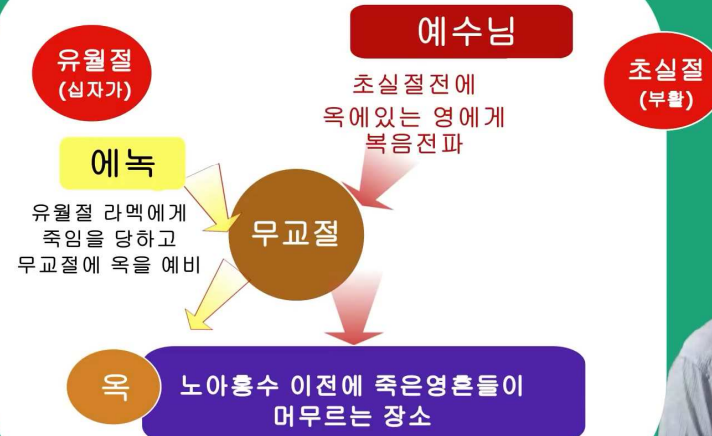 유월절
(십자가)
예수님
초실절
(부활)
초실절전에
옥에있는 영에게
복음전파
에녹
유월절 라멕에게
죽임을 당하고
무교절에 옥을 예비
무교절
옥
노아홍수 이전에 죽은영혼들이
머무르는 장소